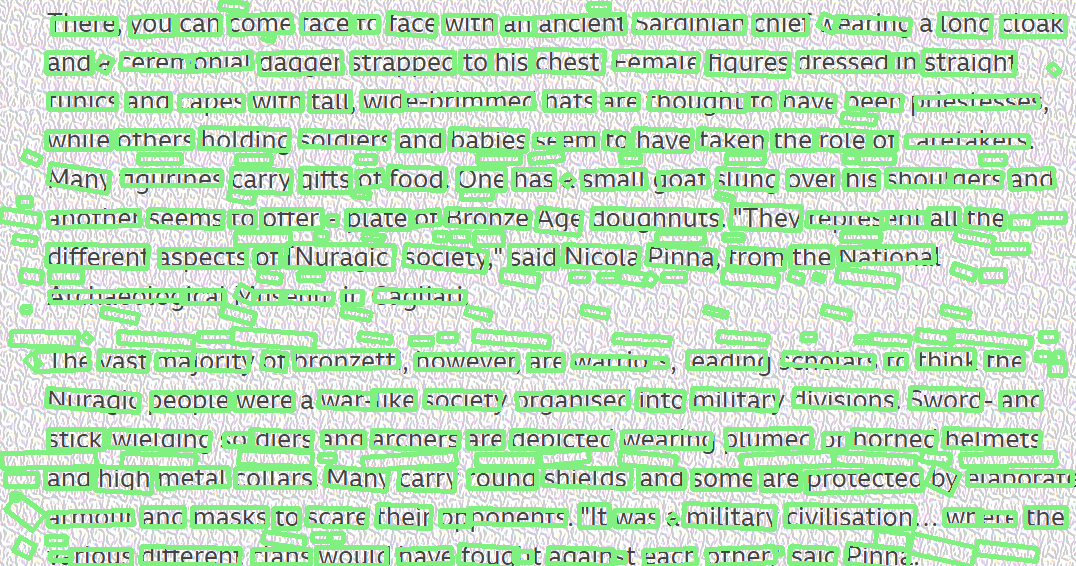 There, you can come face to face with an ancient Sardinian chief wearing a long cloak
and a ceremonial dagger strapped to his chest. Female figures dressed in straight
tunics and capes with tall, wide-brimmed hats are thought to have been priestesses,
while others holding soldiers and babies seem to have taken the role of caretakers.
Many figurines carry gifts of food. One has a small goat slung over his shoulders and
another seems to offer a plate of Bronze Age doughnuts. "They represent all the
different aspects of [Nuragic] society," said Nicola Pinna, from the National
Archaeological Museum in Cagliari.
The vast majority of bronzetti, however, are warriors, leading scholars to think the
Nuragic people were a war-like society organised into military divisions. Sword- and
stick wielding soldiers and archers are depicted wearing plumed or horned helmets
and high metal collars. Many carry round shields and some are protected by elaborate
armour and masks to scare their opponents. "It was a military civilisation... where the
various different clans would have fought against each other," said Pinna.